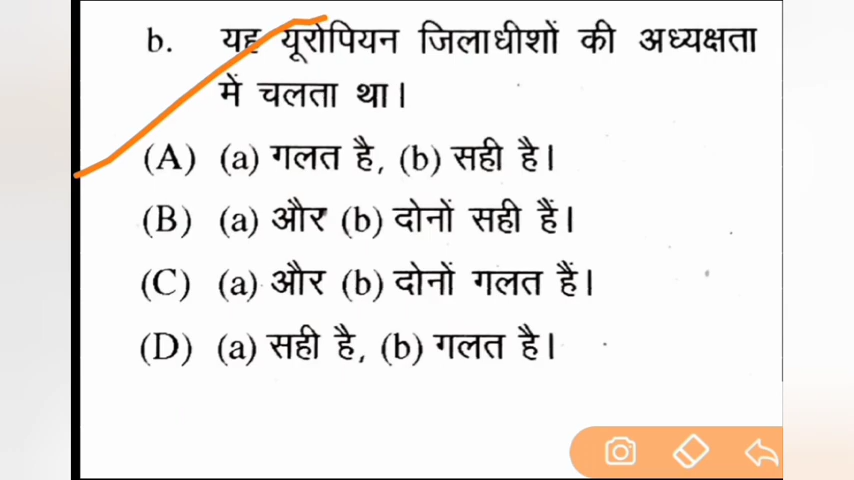 b. यह यूरोपियन जिलाधीशों की अध्यक्षता
में चलता था।
(A) (a) गलत है, (b) सही है।
(B) (a) और (b) दोनों सही हैं।
(C) (a) और (b) दोनों गलत हैं।
(D) (a) सही है, (b) गलत है।